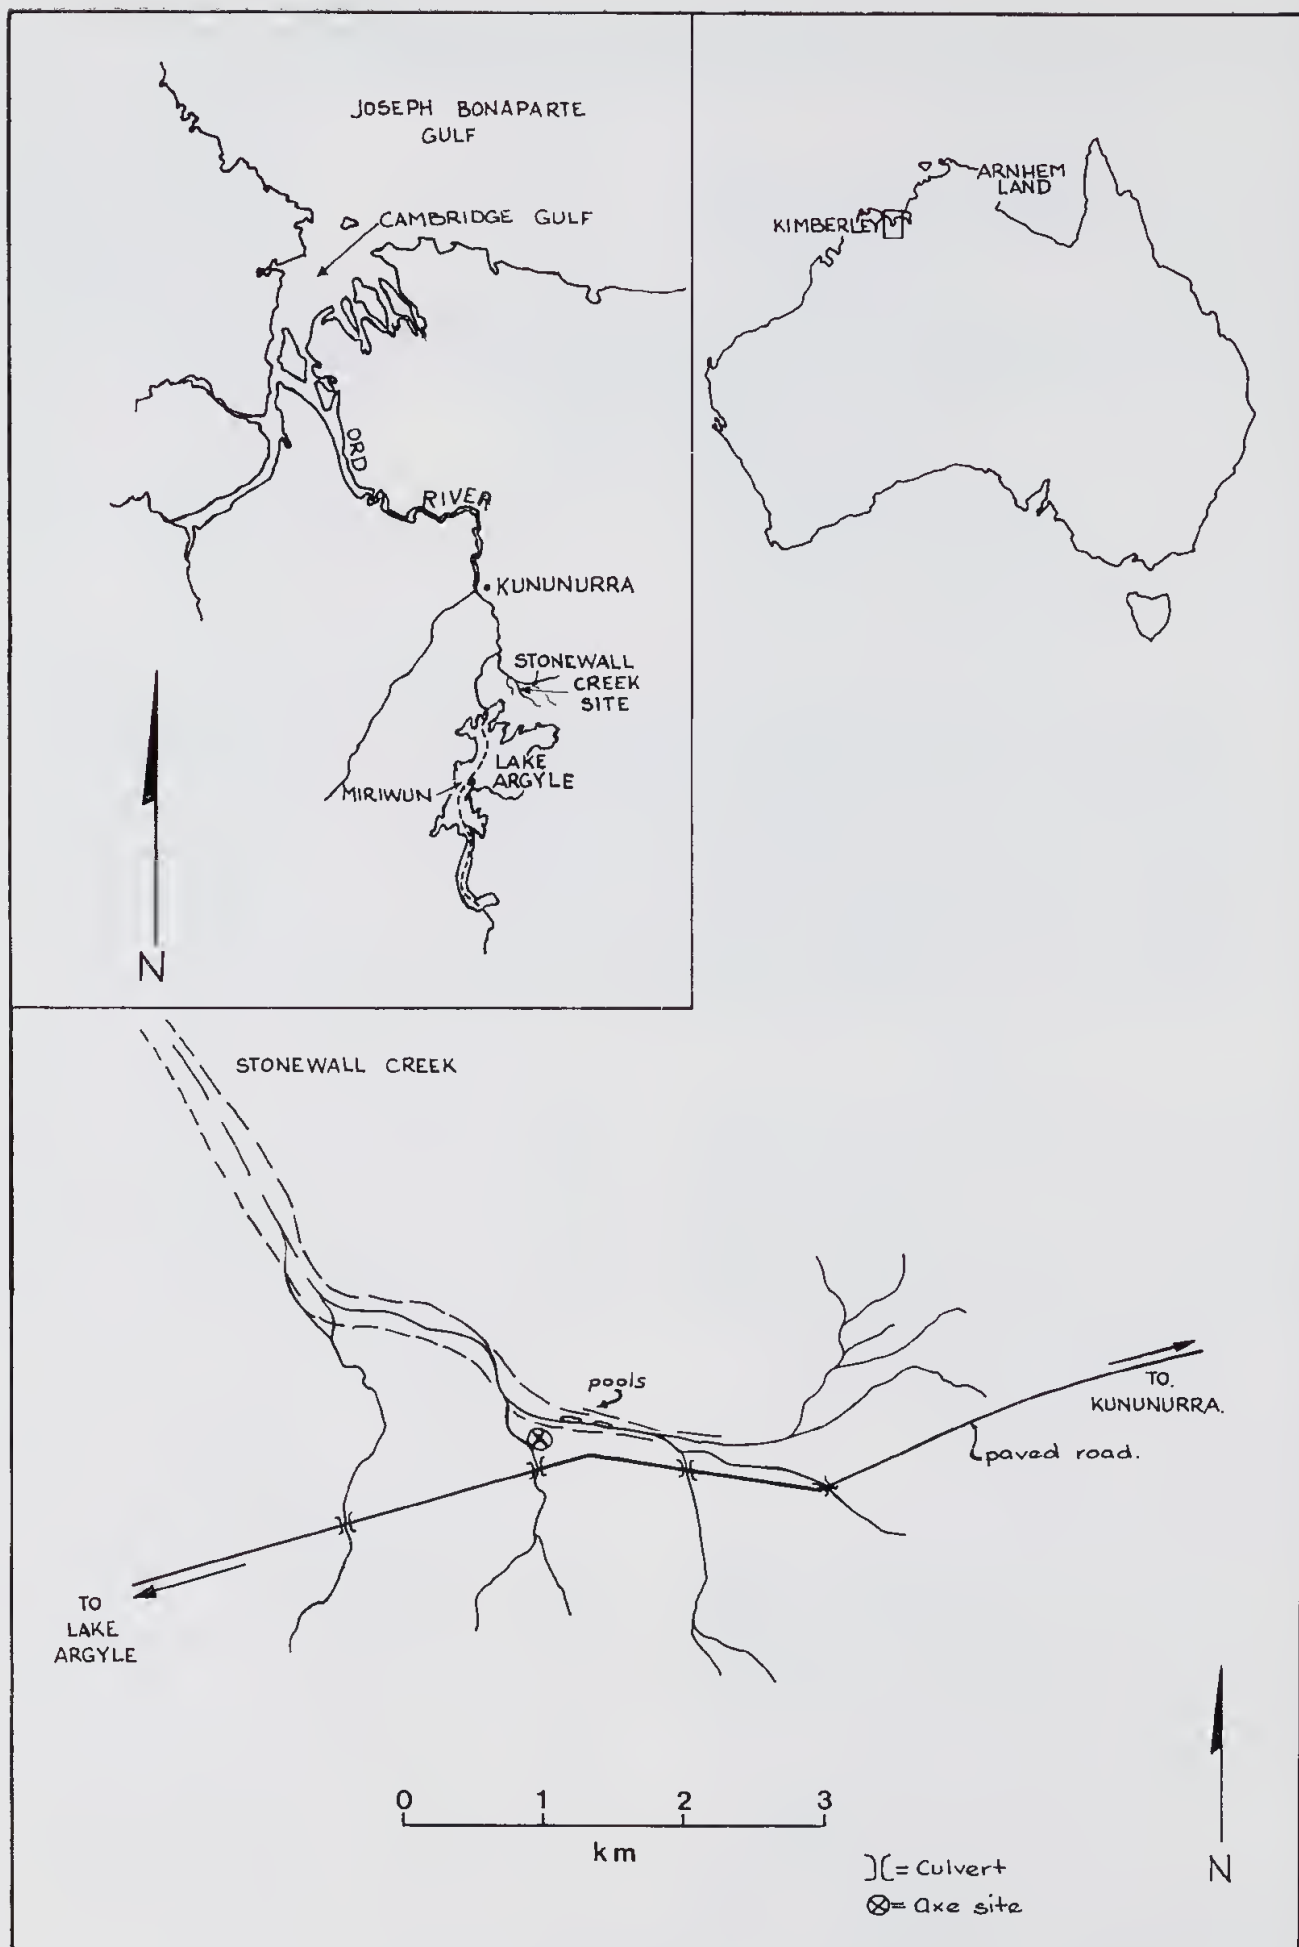 JOSEPH BONAPARTE
GULF
CAMBRIDGE GULF
ORD
RIVER
KUNUNURRA
STONEWALL
CREEK
SITE
LAKE
ARGYLE
MIRIWUN
N
ARNHEM
LAND
KIMBERLEY
STONEWALL CREEK
pools
TO.
KUNUNURRA.
paved road.
TO
LAKE
ARGYLE
0 1 2 3
km
N
)(= Culvert
⊗= axe site